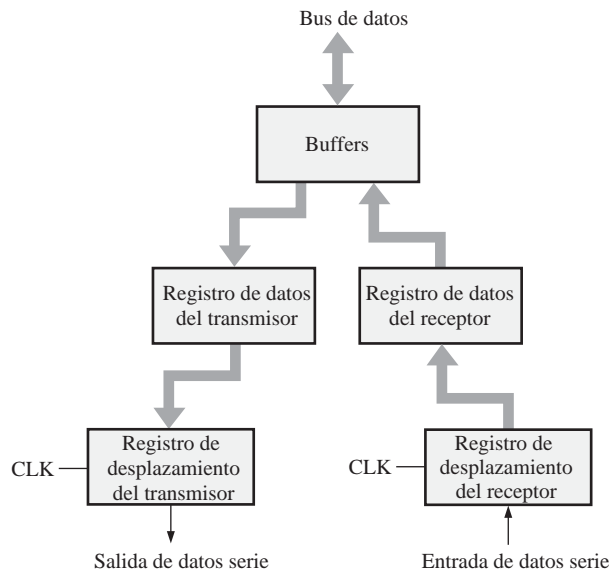 Bus de datos
Buffers
Registro de datos
del transmisor
Registro de datos
del receptor
CLK
Registro de
desplazamiento
del transmisor
CLK
Registro de
desplazamiento
del receptor
Salida de datos serie
Entrada de datos serie